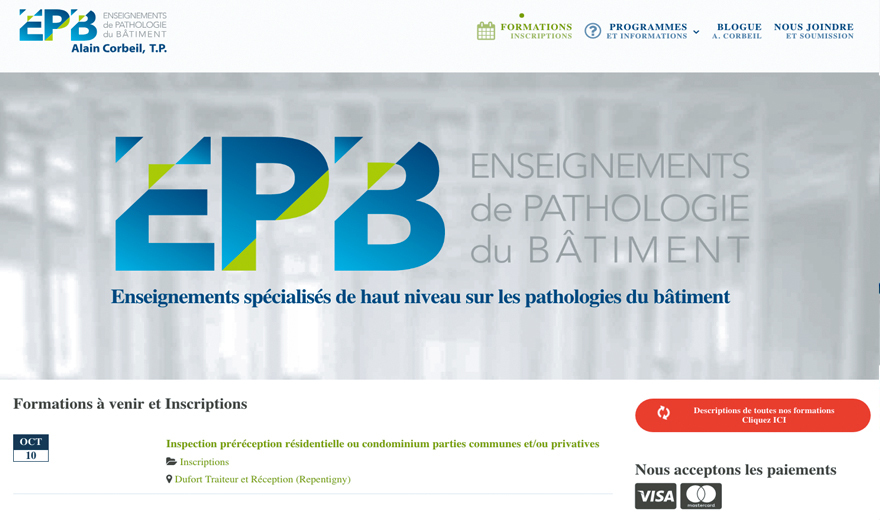 EPB
ENSEIGNEMENTS
de PATHOLOGIE
du BÂTIMENT
Alain Corbeil, T.P.
FORMATIONS
INSCRIPTIONS
PROGRAMMES
ET INFORMATIONS
BLOGUE
A. CORBEIL
NOUS JOINDRE
ET SOUMISSION
EPB
ENSEIGNEMENTS
de PATHOLOGIE
du BÂTIMENT
Enseignements spécialisés de haut niveau sur les pathologies du bâtiment
Formations à venir et Inscriptions
OCT
10
Inspection préréception résidentielle ou condominium parties communes et/ou privatives
Inscriptions
Dufort Traiteur et Réception (Repentigny)
Descriptions de toutes nos formations
Cliquez ICI
Nous acceptons les paiements
VISA
mastercard